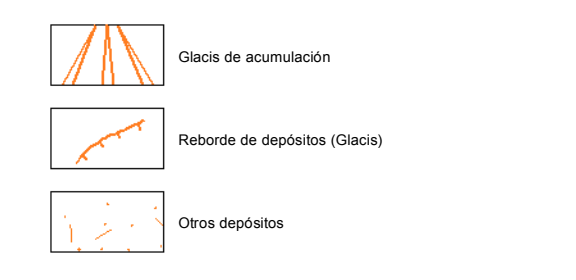 Glacis de acumulación
Reborde de depósitos (Glacis)
Otros depósitos